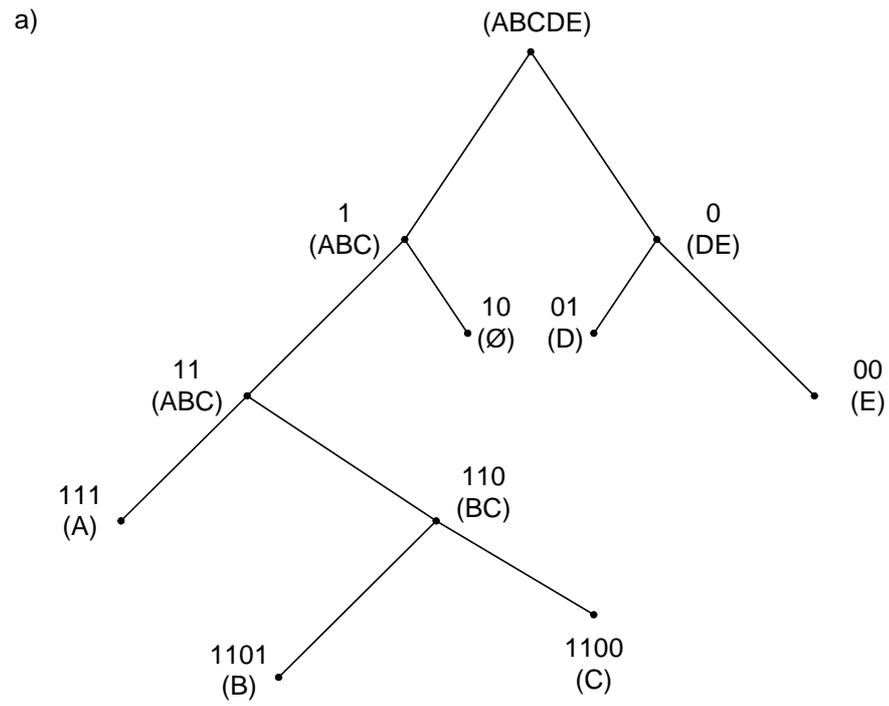 a)
(ABCDE)
1
(ABC)
0
(DE)
10
(Ø)
01
(D)
11
(ABC)
00
(E)
111
(A)
110
(BC)
1101
(B)
1100
(C)